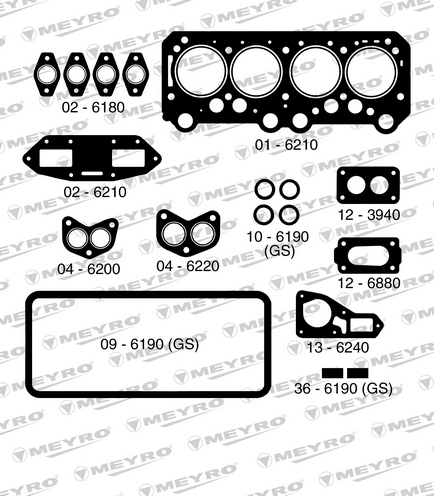 MEYRO
02 - 6180
01 - 6210
02 - 6210
10 - 6190
(GS)
12 - 3940
04 - 6200
04 - 6220
12 - 6880
09 - 6190 (GS)
13 - 6240
36 - 6190 (GS)